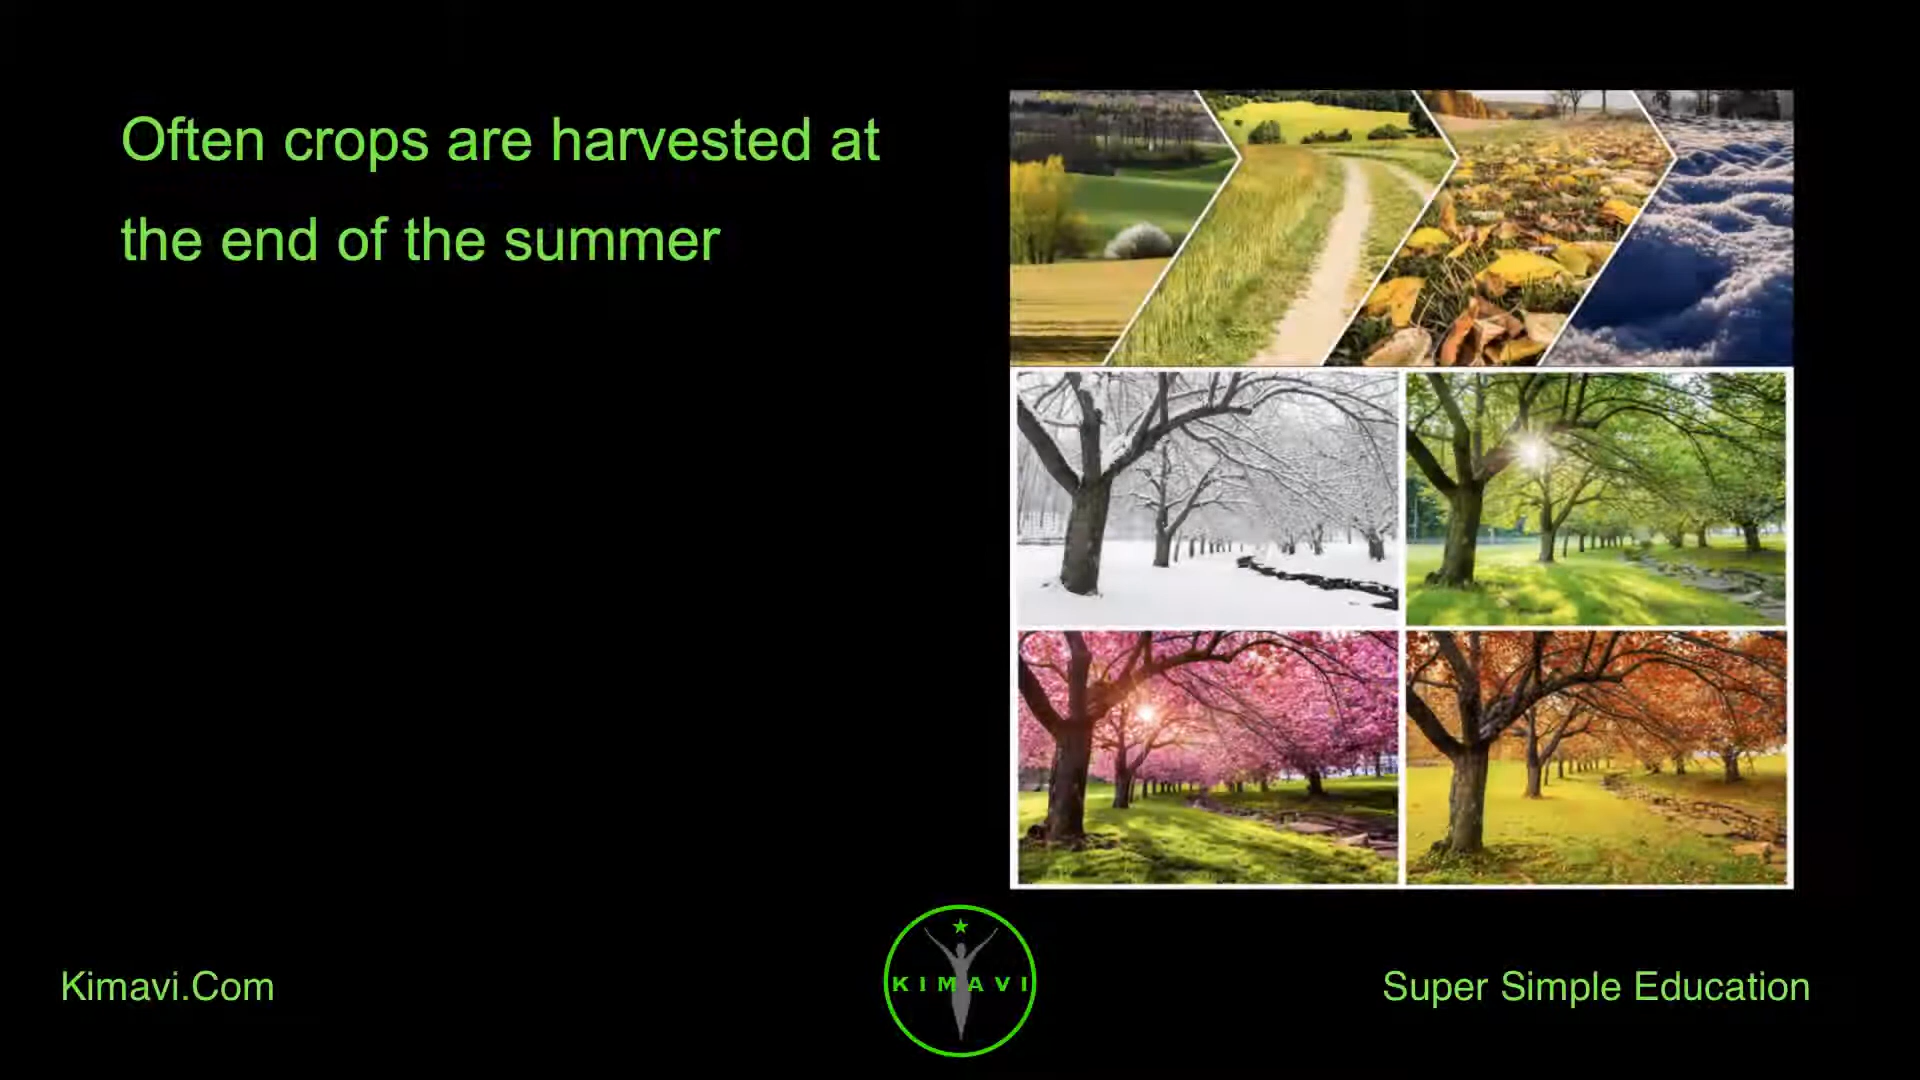 Often crops are harvested at
the end of the summer
KIMAVI
Kimavi.Com
Super Simple Education